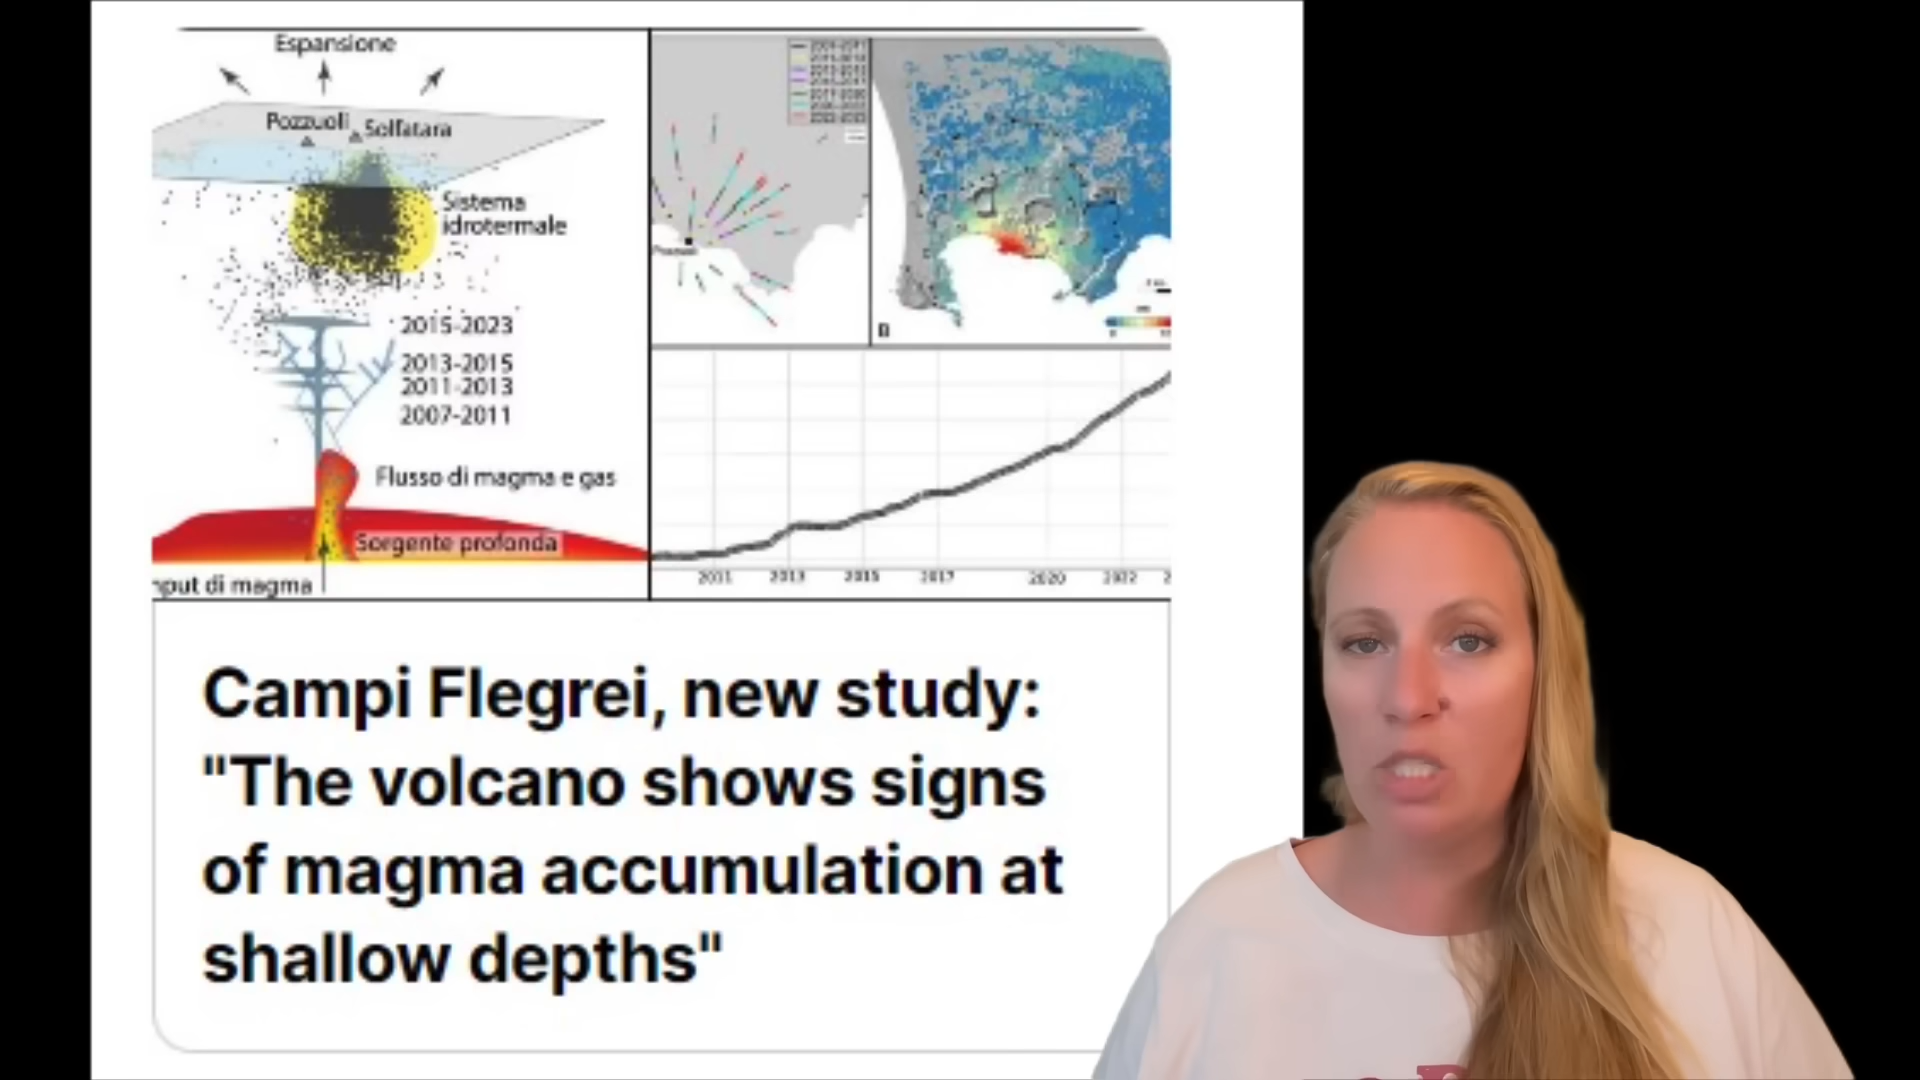 Espansione
Pozzuoli
Solfatara
Sistema
idrotermale
2015-2023
2013-2015
2011-2013
2007-2011
Flusso di magma e gas
Sorgente profonda
nput di magma
B
2011 2013 2015 2017 2020 2022 2
Campi Flegrei, new study:
"The volcano shows signs
of magma accumulation at
shallow depths"